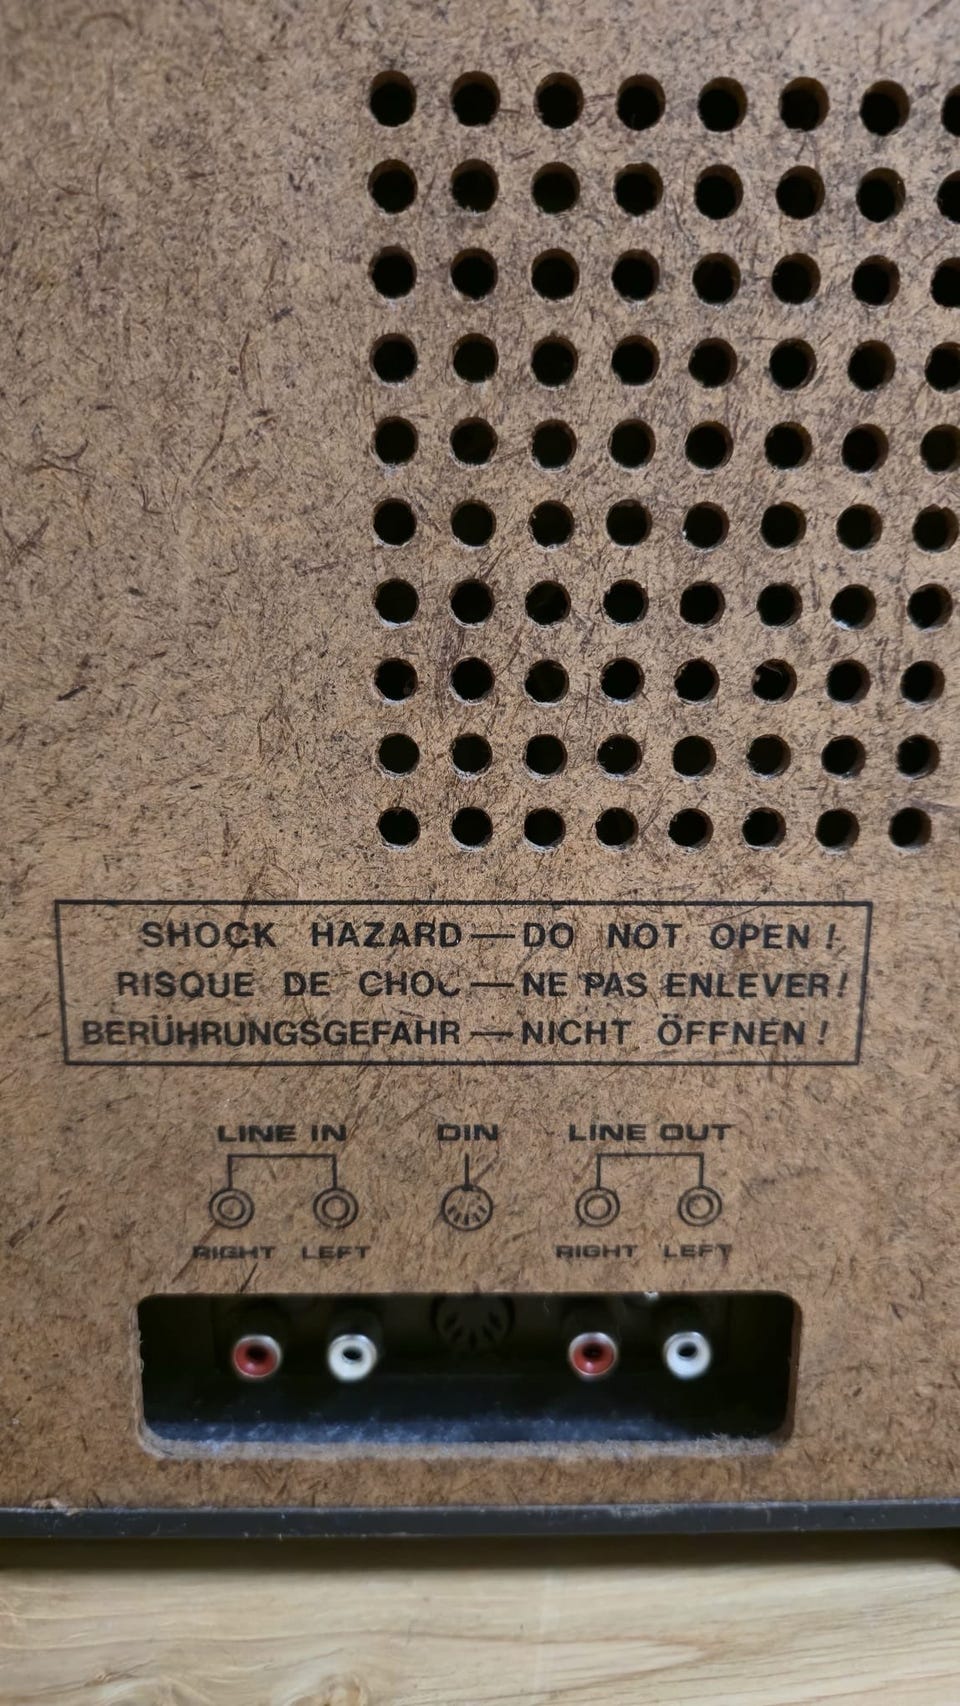 SHOCK HAZARD—DO NOT OPEN!
RISQUE DE CHOC—NE PAS ENLEVER!
BERÜHRUNGSGEFAHR—NICHT ÖFFNEN!
LINE IN DIN LINE OUT
RIGHT LEFT RIGHT LEFT